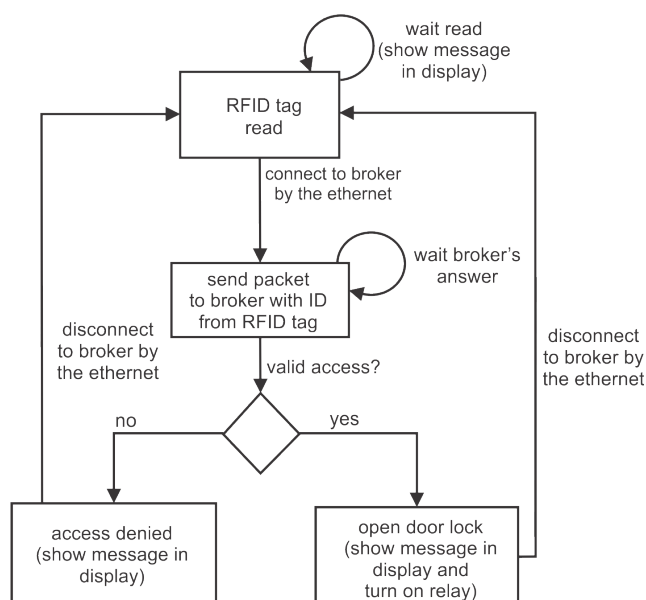 wait read
(show message
in display)
RFID tag
read
connect to broker
by the ethernet
wait broker's
answer
send packet
to broker with ID
from RFID tag
disconnect
to broker by
the ethernet
disconnect
to broker by
the ethernet
valid access?
no
yes
access denied
(show message in
display)
open door lock
(show message in
display and
turn on relay)